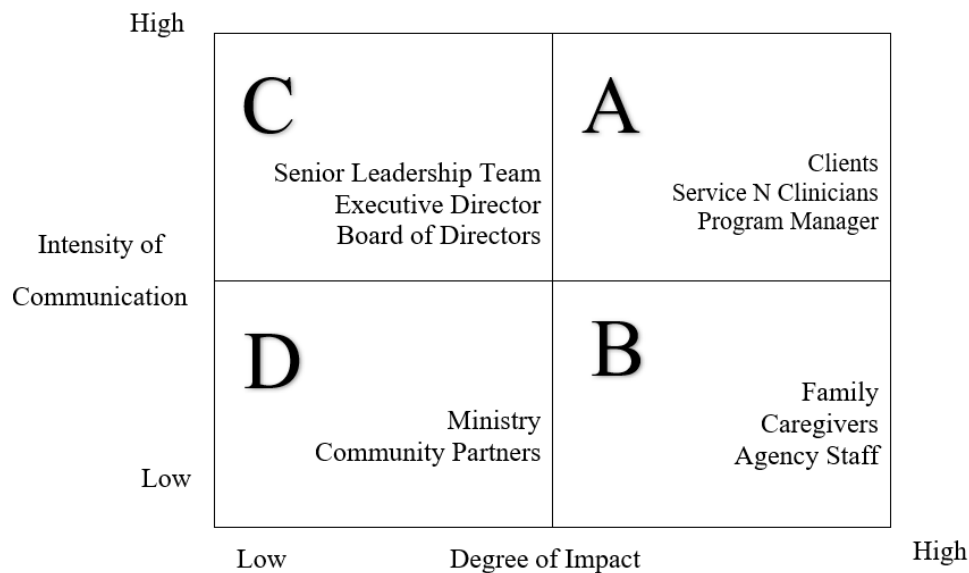 High
C
A
Senior Leadership Team
Executive Director
Board of Directors
Clients
Service N Clinicians
Program Manager
Intensity of
Communication
D
B
Ministry
Community Partners
Family
Caregivers
Agency Staff
Low
Low
Degree of Impact
High